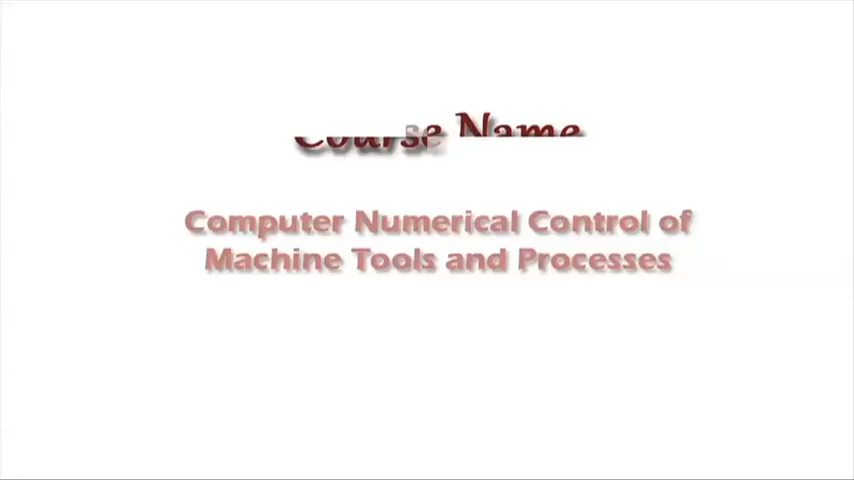 Course Name
Computer Numerical Control of
Machine Tools and Processes